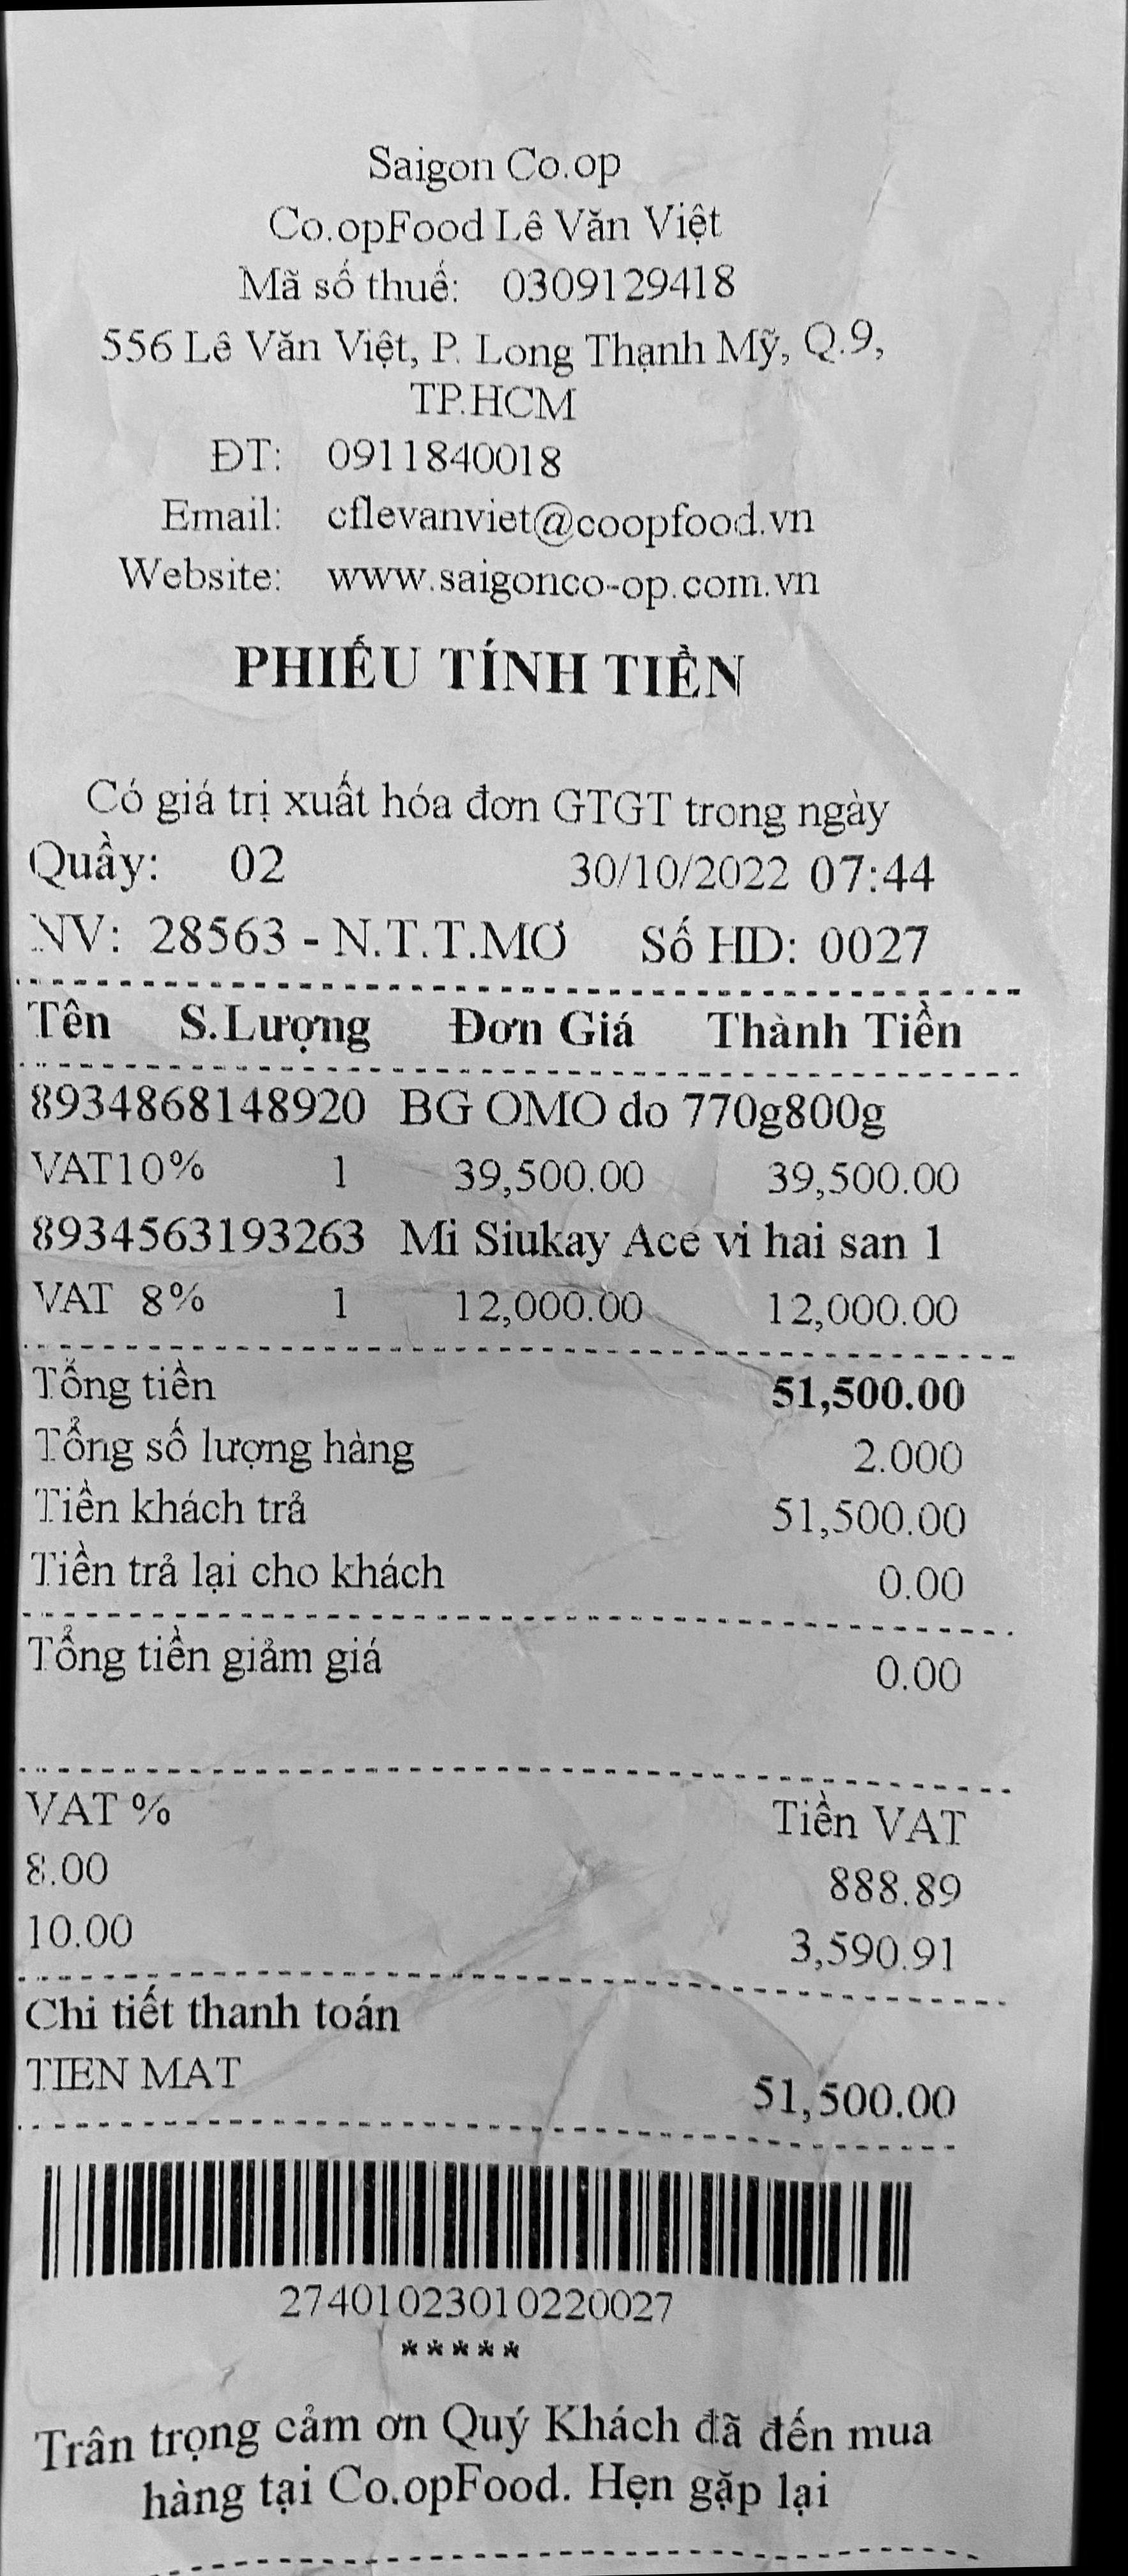 Saigon Co.op
Co.opFood Lê Văn Việt
Mã số thuế: 0309129418
556 Lê Văn Việt, P. Long Thạnh Mỹ, Q.9,
TP.HCM
ĐT: 0911840018
Email: cflevanviet@coopfood.vn
Website: www.saigonco-op.com.vn
PHIẾU TÍNH TIỀN
Có giá trị xuất hóa đơn GTGT trong ngày
Quầy: 02 30/10/2022 07:44
NV: 28563 - N.T.T.MƠ Số HD: 0027
Tên S.Lượng Đơn Giá Thành Tiền
8934868148920 BG OMO do 770g800g
VAT10% 1 39,500.00 39,500.00
8934563193263 Mi Siukay Ace vi hai san 1
VAT 8% 1 12,000.00 12,000.00
Tổng tiền 51,500.00
Tổng số lượng hàng 2.000
Tiền khách trả 51,500.00
Tiền trả lại cho khách 0.00
Tổng tiền giảm giá 0.00
VAT % Tiền VAT
8.00 888.89
10.00 3,590.91
Chi tiết thanh toán
TIEN MAT 51,500.00
27401023010220027
*****
Trân trọng cảm ơn Quý Khách đã đến mua
hàng tại Co.opFood. Hẹn gặp lại